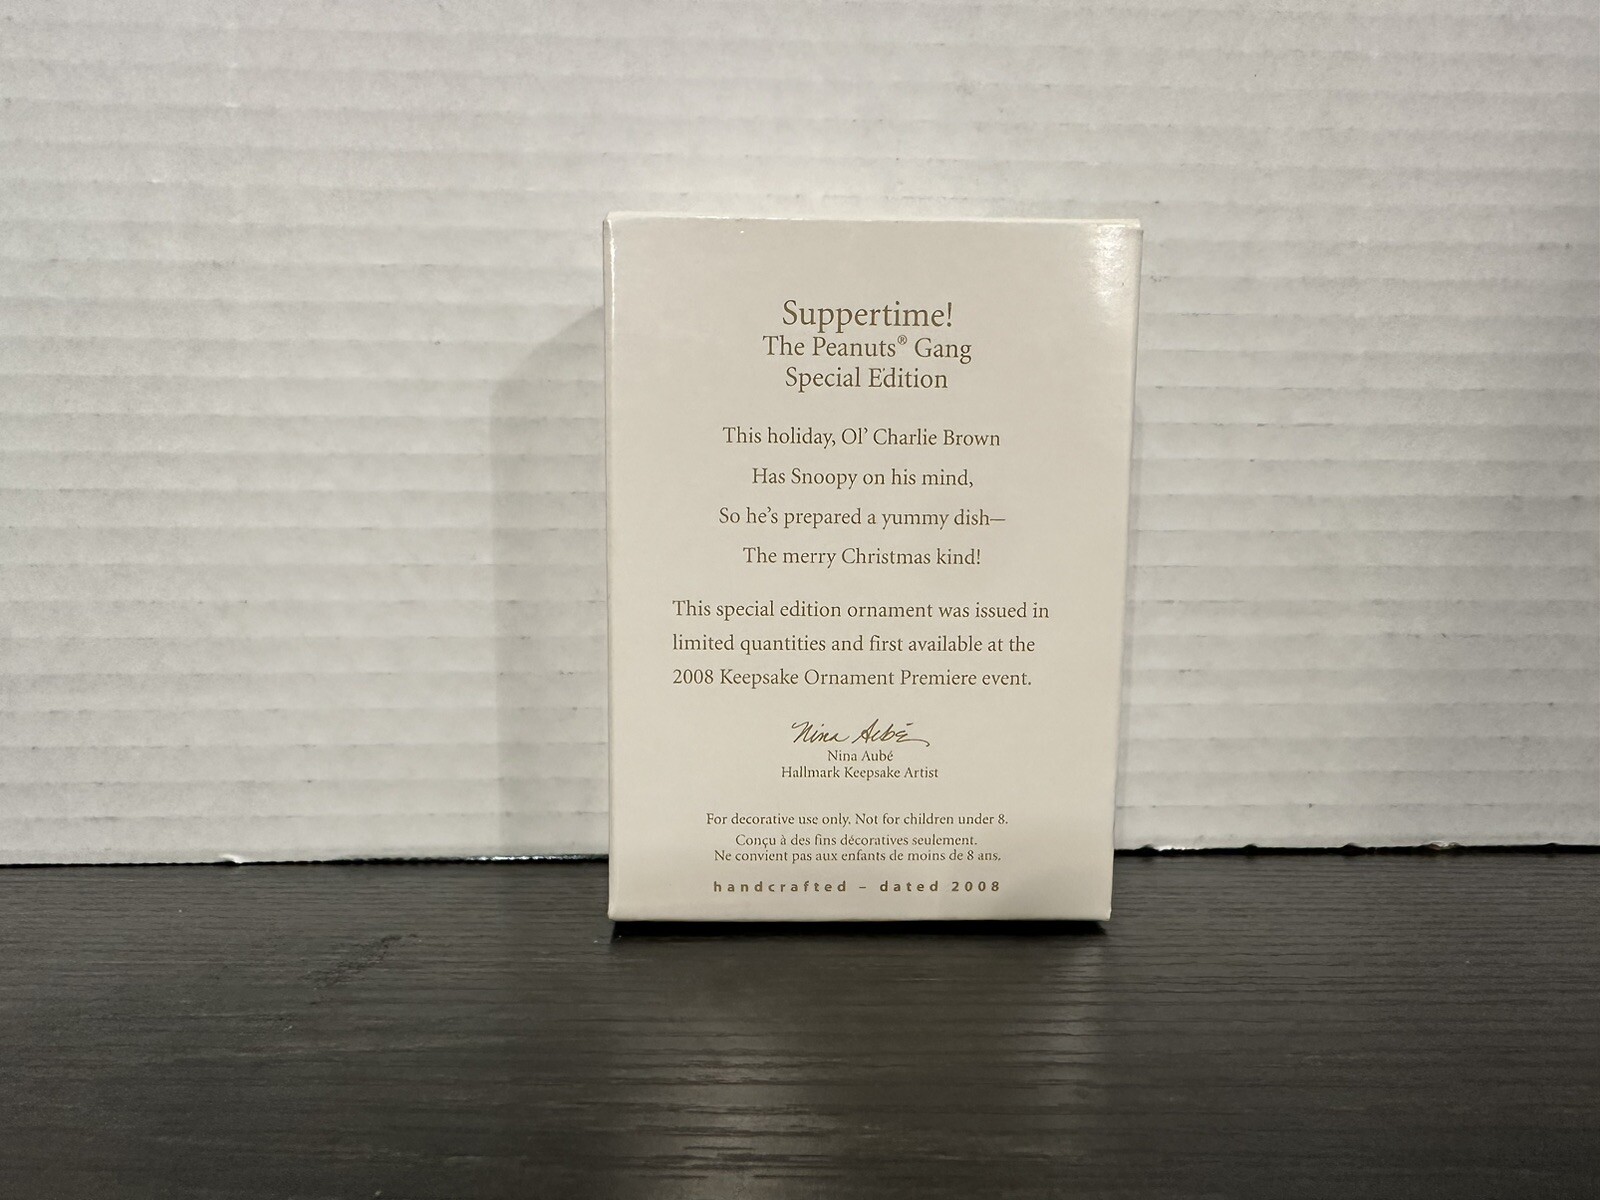 Suppertime!
The Peanuts® Gang
Special Edition
This holiday, Ol' Charlie Brown
Has Snoopy on his mind,
So he's prepared a yummy dish—
The merry Christmas kind!
This special edition ornament was issued in
limited quantities and first available at the
2008 Keepsake Ornament Premiere event.
Nina Aubé
Nina Aubé
Hallmark Keepsake Artist
For decorative use only. Not for children under 8.
Conçu à des fins décoratives seulement.
Ne convient pas aux enfants de moins de 8 ans.
handcrafted – dated 2008